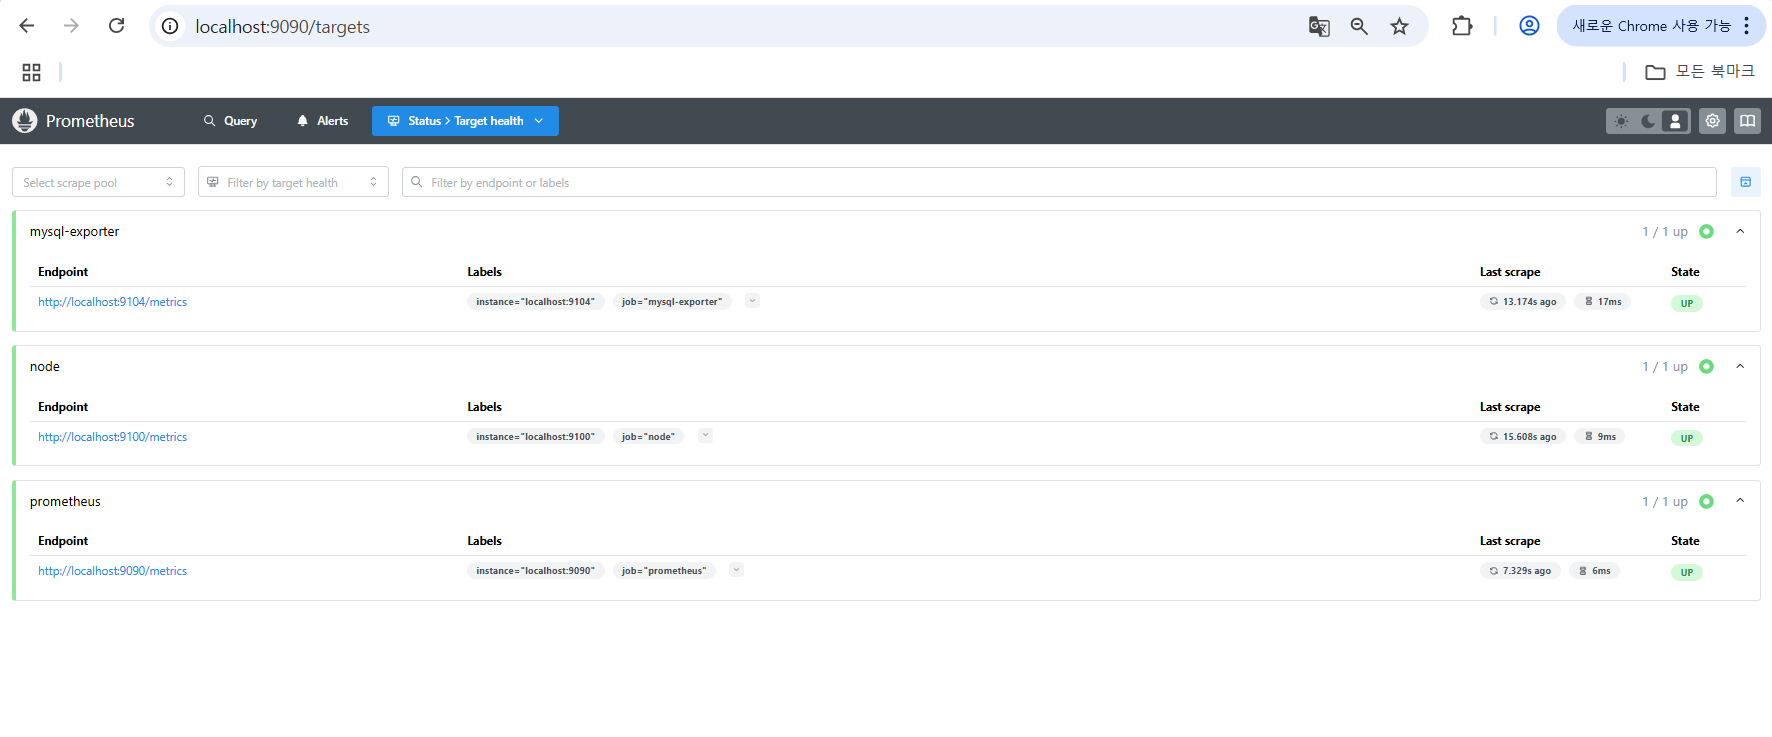 localhost:9090/targets
새로운 Chrome 사용 가능
모든 북마크
Prometheus Query Alerts Status > Target health
Select scrape pool Filter by target health Filter by endpoint or labels
mysql-exporter 1 / 1 up
Endpoint Labels Last scrape State
http://localhost:9104/metrics instance="localhost:9104" job="mysql-exporter" 13.174s ago 17ms UP
node 1 / 1 up
Endpoint Labels Last scrape State
http://localhost:9100/metrics instance="localhost:9100" job="node" 15.608s ago 9ms UP
prometheus 1 / 1 up
Endpoint Labels Last scrape State
http://localhost:9090/metrics instance="localhost:9090" job="prometheus" 7.329s ago 6ms UP